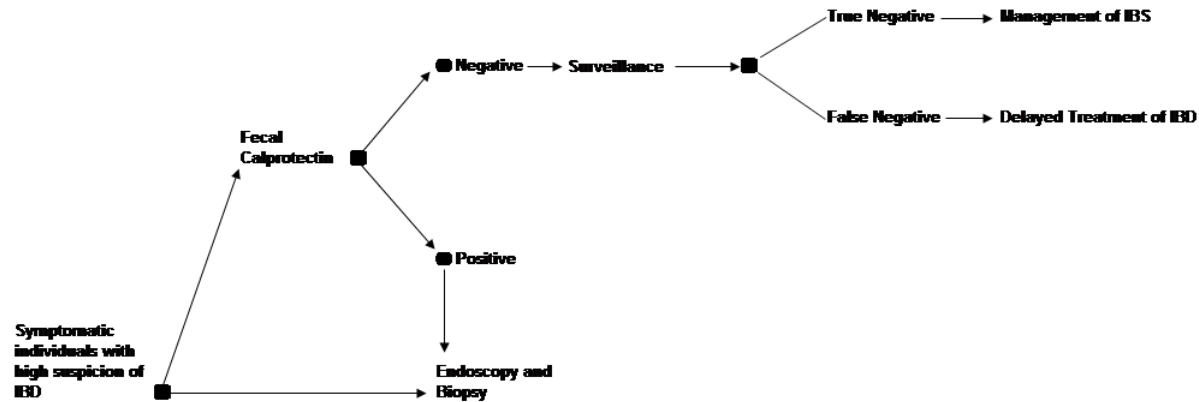 True Negative
Management of IBS
Negative
Surveillance
False Negative
Delayed Treatment of IBD
Fecal
Calprotectin
Positive
Symptomatic
individuals with
high suspicion of
IBD
Endoscopy and
Biopsy